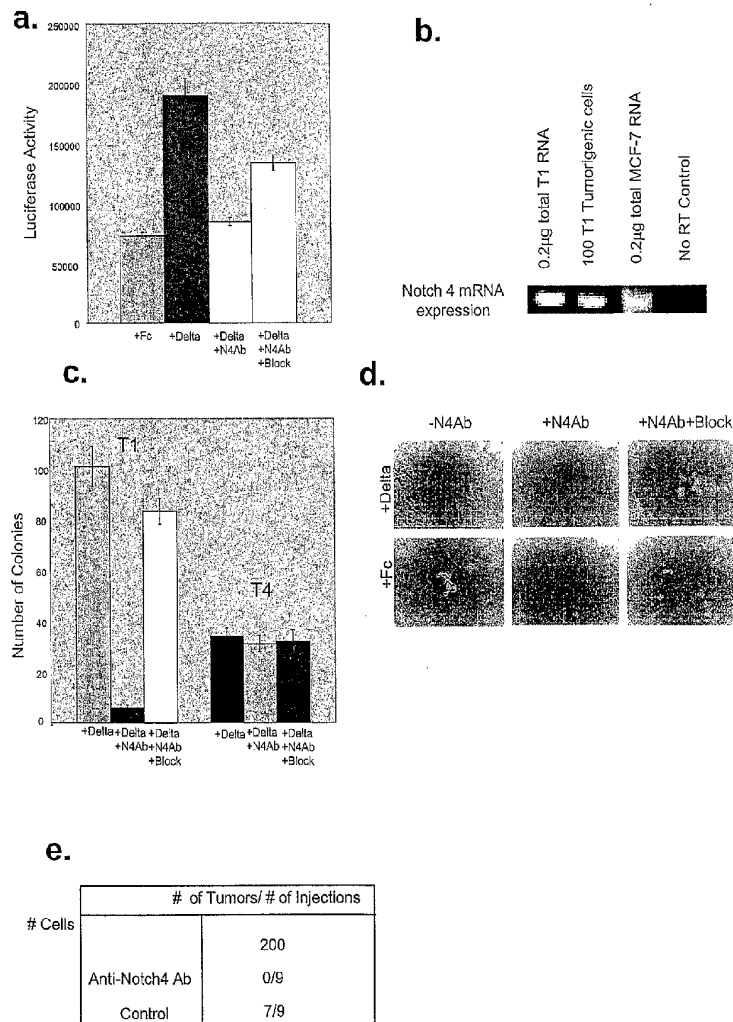 a.
Luciferase Activity
250000
200000
150000
100000
50000
0
+Fc
+Delta
+Delta
+N4Ab
+Delta
+N4Ab
+Block
b.
0.2µg total T1 RNA
100 T1 Tumorigenic cells
0.2µg total MCF-7 RNA
No RT Control
Notch 4 mRNA
expression
c.
Number of Colonies
120
100
80
60
40
20
0
T1
T4
+Delta
+Delta
+N4Ab
+Delta
+N4Ab
+Block
+Delta
+Delta
+N4Ab
+Delta
+N4Ab
+Block
d.
-N4Ab
+N4Ab
+N4Ab+Block
+Delta
+Fc
e.
# of Tumors/ # of Injections
# Cells
200
Anti-Notch4 Ab
0/9
Control
7/9